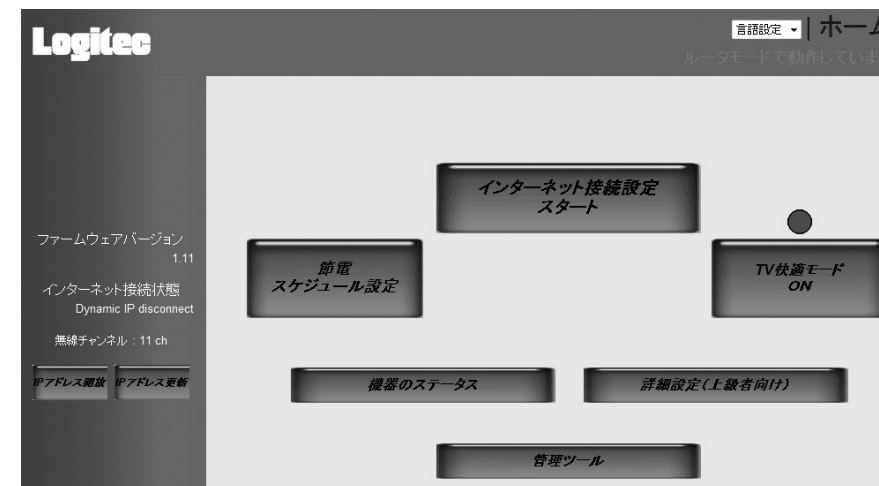 Logitec
言語設定
ホーム
ルータモードで動作していま
インターネット接続設定
スタート
ファームウェアバージョン
1.11
節電
スケジュール設定
TV快適モード
ON
インターネット接続状態
Dynamic IP disconnect
無線チャンネル : 11 ch
IPアドレス開放 IPアドレス更新
機器のステータス
詳細設定(上級者向け)
管理ツール